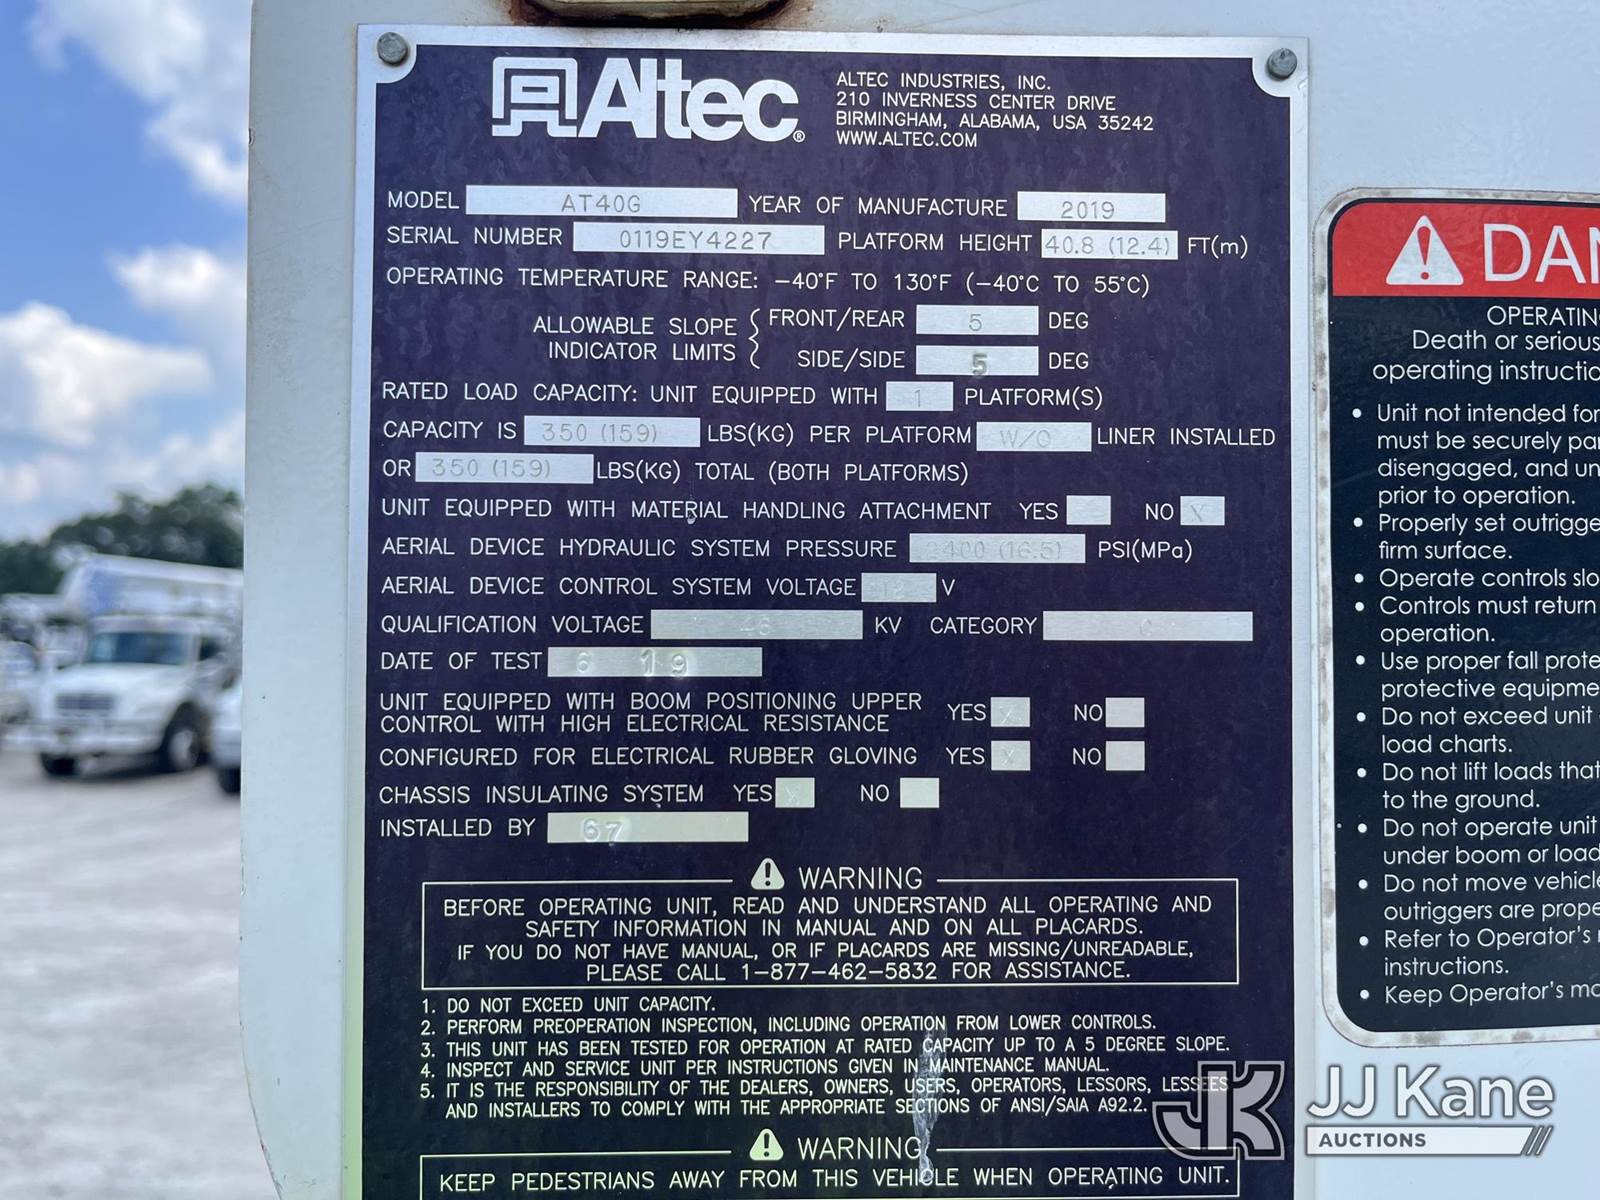 Altec®
ALTEC INDUSTRIES, INC.
210 INVERNESS CENTER DRIVE
BIRMINGHAM, ALABAMA, USA 35242
WWW.ALTEC.COM
MODEL AT40G YEAR OF MANUFACTURE 2019
SERIAL NUMBER 0119EY4227 PLATFORM HEIGHT 40.8 (12.4) FT(m)
OPERATING TEMPERATURE RANGE: -40°F TO 130°F (-40°C TO 55°C)
ALLOWABLE SLOPE INDICATOR LIMITS { FRONT/REAR 5 DEG
SIDE/SIDE 5 DEG
RATED LOAD CAPACITY: UNIT EQUIPPED WITH 1 PLATFORM(S)
CAPACITY IS 350 (159) LBS(KG) PER PLATFORM W/O LINER INSTALLED
OR 350 (159) LBS(KG) TOTAL (BOTH PLATFORMS)
UNIT EQUIPPED WITH MATERIAL HANDLING ATTACHMENT YES NO X
AERIAL DEVICE HYDRAULIC SYSTEM PRESSURE 2400 (16.5) PSI(MPa)
AERIAL DEVICE CONTROL SYSTEM VOLTAGE 12 V
QUALIFICATION VOLTAGE 46 KV CATEGORY C
DATE OF TEST 6 19
UNIT EQUIPPED WITH BOOM POSITIONING UPPER
CONTROL WITH HIGH ELECTRICAL RESISTANCE YES X NO
CONFIGURED FOR ELECTRICAL RUBBER GLOVING YES X NO
CHASSIS INSULATING SYSTEM YES X NO
INSTALLED BY 67
WARNING
BEFORE OPERATING UNIT, READ AND UNDERSTAND ALL OPERATING AND
SAFETY INFORMATION IN MANUAL AND ON ALL PLACARDS.
IF YOU DO NOT HAVE MANUAL, OR IF PLACARDS ARE MISSING/UNREADABLE,
PLEASE CALL 1-877-462-5832 FOR ASSISTANCE.
1. DO NOT EXCEED UNIT CAPACITY.
2. PERFORM PREOPERATION INSPECTION, INCLUDING OPERATION FROM LOWER CONTROLS.
3. THIS UNIT HAS BEEN TESTED FOR OPERATION AT RATED CAPACITY UP TO A 5 DEGREE SLOPE.
4. INSPECT AND SERVICE UNIT PER INSTRUCTIONS GIVEN IN MAINTENANCE MANUAL.
5. IT IS THE RESPONSIBILITY OF THE DEALERS, OWNERS, USERS, OPERATORS, LESSORS, LESSEES
AND INSTALLERS TO COMPLY WITH THE APPROPRIATE SECTIONS OF ANSI/SAIA A92.2.
WARNING
KEEP PEDESTRIANS AWAY FROM THIS VEHICLE WHEN OPERATING UNIT.
DAN
OPERATING
Death or serious
operating instructio
• Unit not intended for
must be securely par
disengaged, and un
prior to operation.
• Properly set outrigge
firm surface.
• Operate controls slo
• Controls must return
operation.
• Use proper fall prote
protective equipme
• Do not exceed unit
load charts.
• Do not lift loads that
to the ground.
• Do not operate unit
under boom or load
• Do not move vehicle
outriggers are prope
• Refer to Operator's
instructions.
• Keep Operator's ma
JK JJ Kane
AUCTIONS